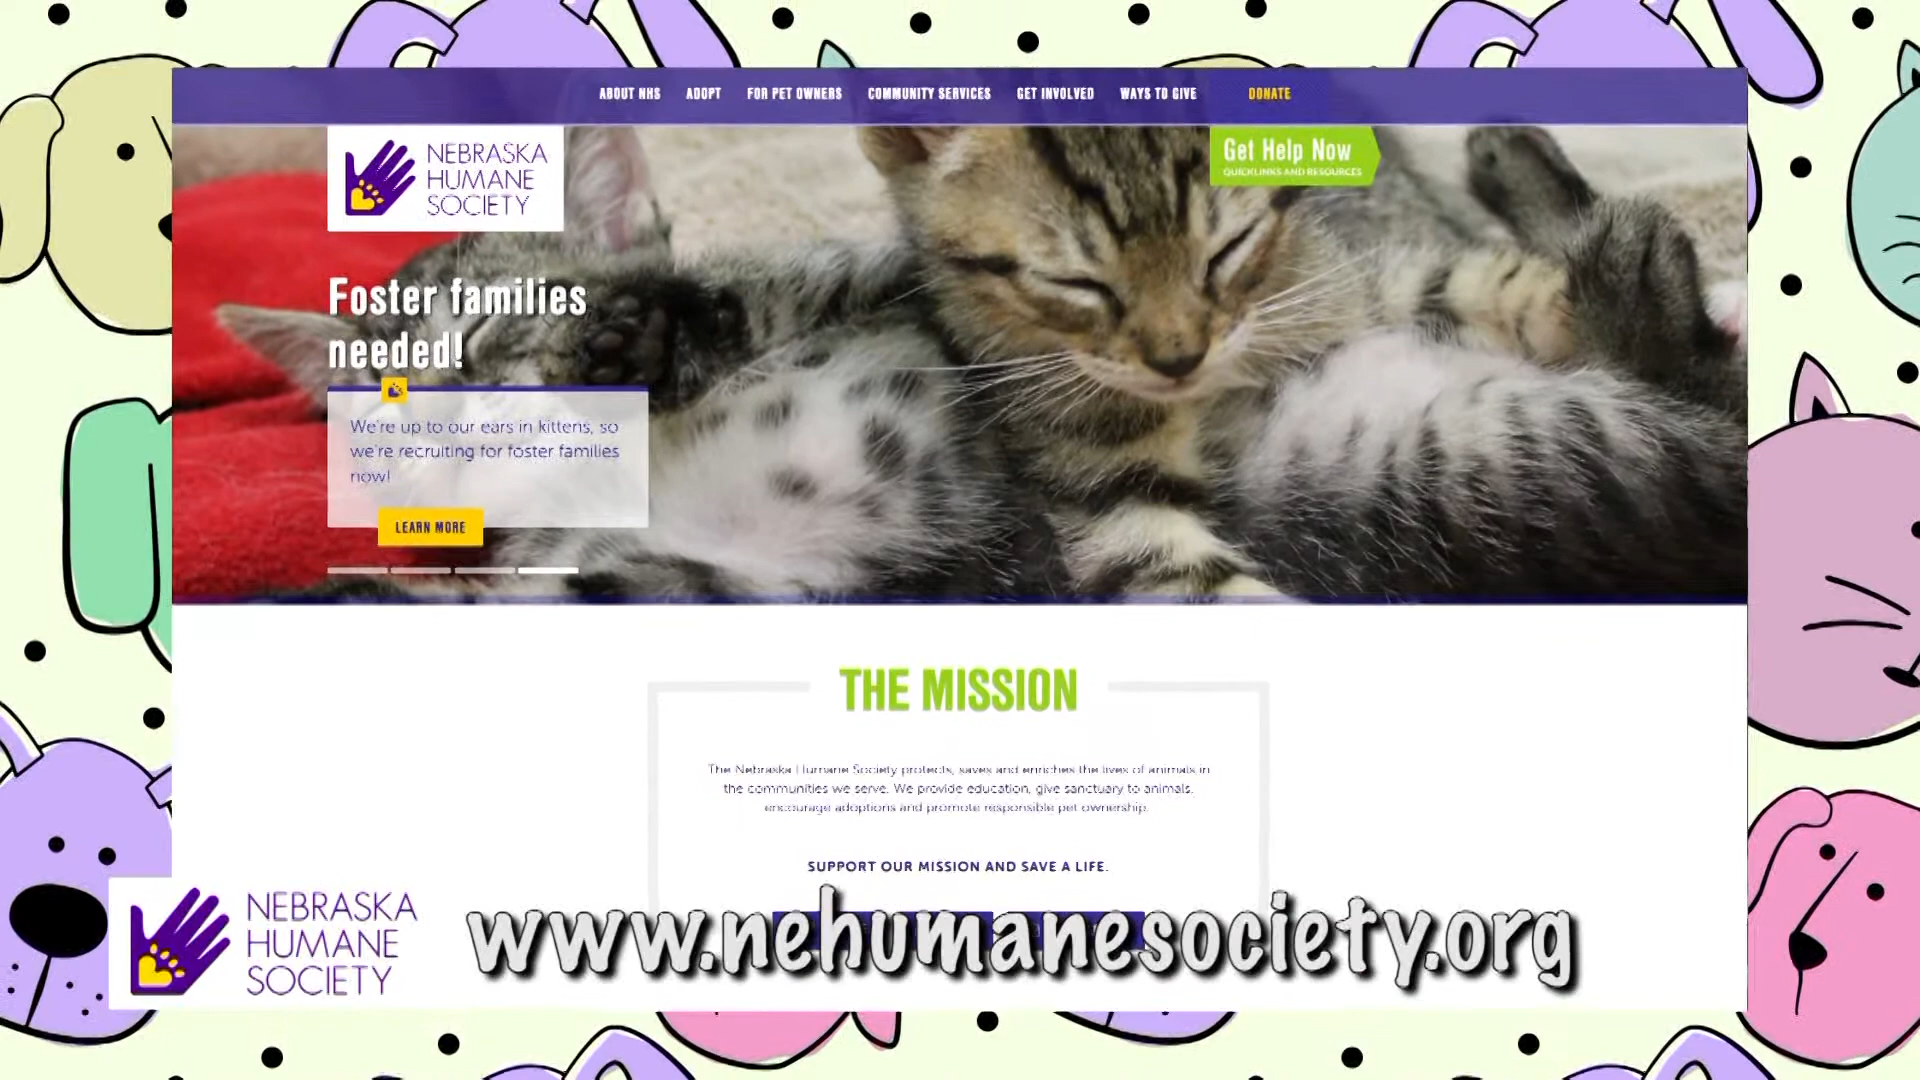 ABOUT NHS ADOPT FOR PET OWNERS COMMUNITY SERVICES GET INVOLVED WAYS TO GIVE DONATE
NEBRASKA
HUMANE
SOCIETY
Get Help Now
QUICKLINKS AND RESOURCES
Foster families
needed!
We're up to our ears in kittens, so
we're recruiting for foster families
now!
LEARN MORE
THE MISSION
The Nebraska Humane Society protects, saves and enriches the lives of animals in
the communities we serve. We provide education, give sanctuary to animals,
encourage adoptions and promote responsible pet ownership.
SUPPORT OUR MISSION AND SAVE A LIFE.
NEBRASKA
HUMANE
SOCIETY
www.nehumanesociety.org